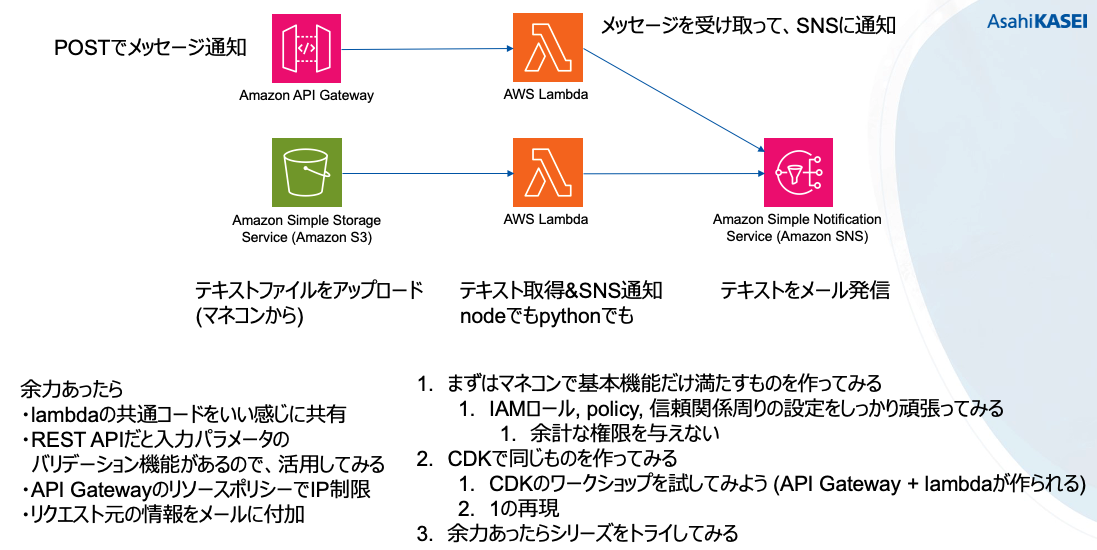 POSTでメッセージ通知
メッセージを受け取って、SNSに通知
AsahiKASEI
Amazon API Gateway
AWS Lambda
Amazon Simple Storage
Service (Amazon S3)
AWS Lambda
Amazon Simple Notification
Service (Amazon SNS)
テキストファイルをアップロード
(マネコンから)
テキスト取得&SNS通知
nodeでもpythonでも
テキストをメール発信
余力あったら
・lambdaの共通コードをいい感じに共有
・REST APIだと入力パラメータの
バリデーション機能があるので、活用してみる
・API GatewayのリソースポリシーでIP制限
・リクエスト元の情報をメールに付加
1. まずはマネコンで基本機能だけ満たすものを作ってみる
1. IAMロール, policy, 信頼関係周りの設定をしっかり頑張ってみる
1. 余計な権限を与えない
2. CDKで同じものを作ってみる
1. CDKのワークショップを試してみよう (API Gateway + lambdaが作られる)
2. 1の再現
3. 余力あったらシリーズをトライしてみる